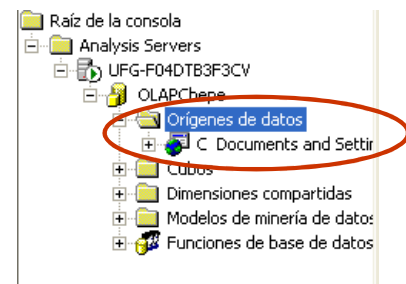 Raíz de la consola
Analysis Servers
UFG-F04DTB3F3CV
OLAPChepe
Orígenes de datos
C Documents and Settir
Cubos
Dimensiones compartidas
Modelos de minería de datos
Funciones de base de datos